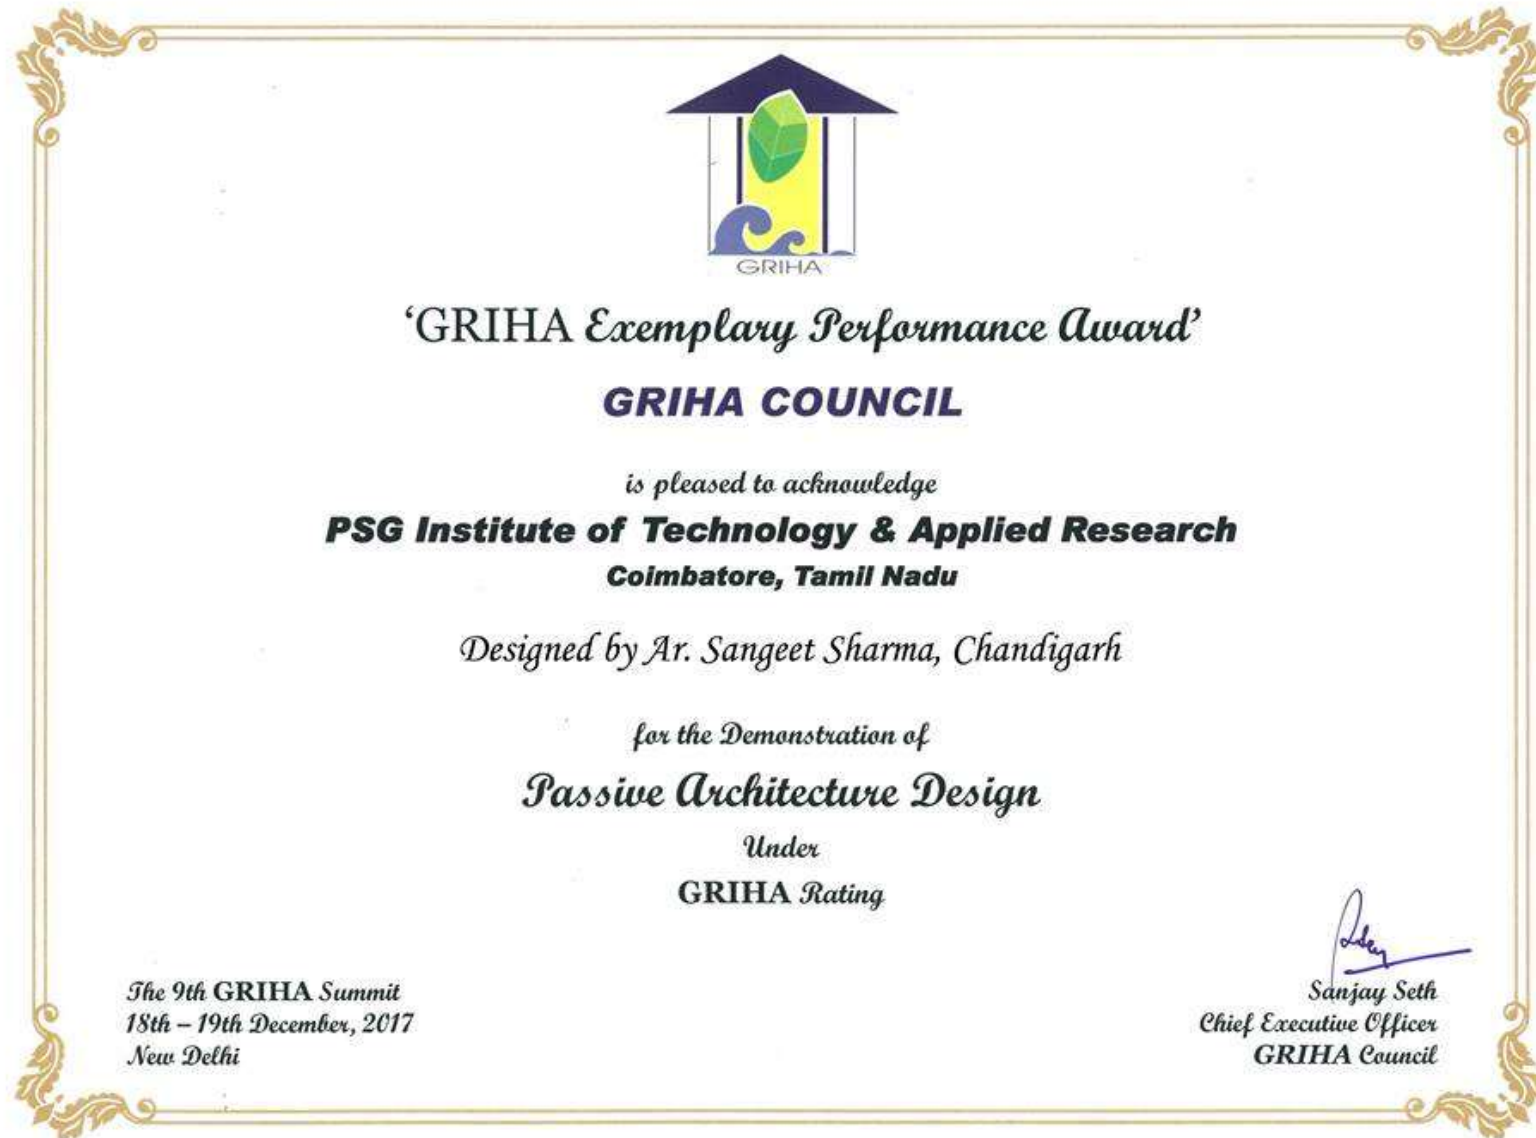 GRIHA
‘GRIHA Exemplary Performance Award’
GRIHA COUNCIL
is pleased to acknowledge
PSG Institute of Technology & Applied Research
Coimbatore, Tamil Nadu
Designed by Ar. Sangeet Sharma, Chandigarh
for the Demonstration of
Passive Architecture Design
Under
GRIHA Rating
The 9th GRIHA Summit
18th – 19th December, 2017
New Delhi
Sanjay Seth
Chief Executive Officer
GRIHA Council